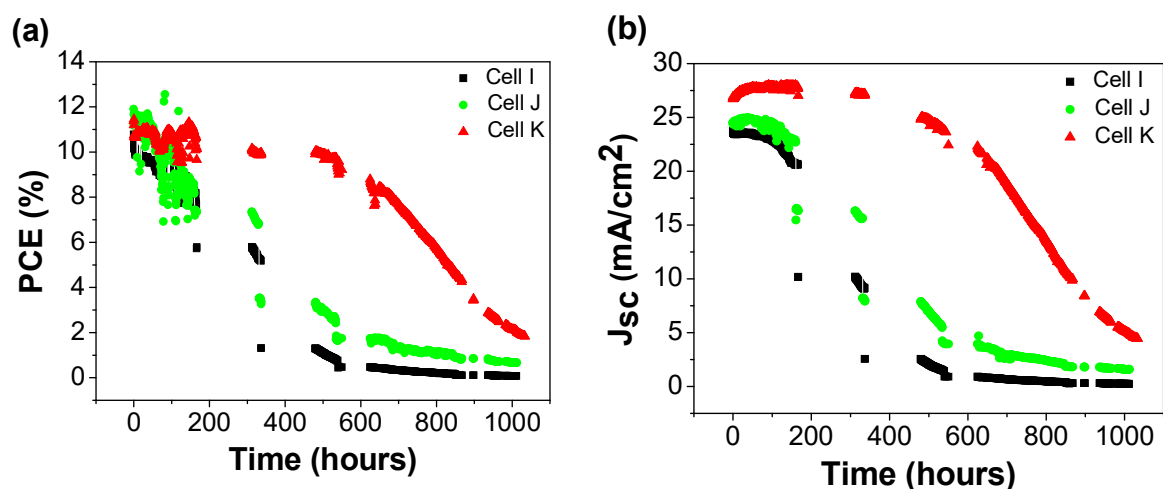 (a)
14
12
10
8
6
4
2
0
PCE (%)
Cell I
Cell J
Cell K
0 200 400 600 800 1000
Time (hours)
(b)
30
25
20
15
10
5
0
Jsc (mA/cm²)
Cell I
Cell J
Cell K
0 200 400 600 800 1000
Time (hours)